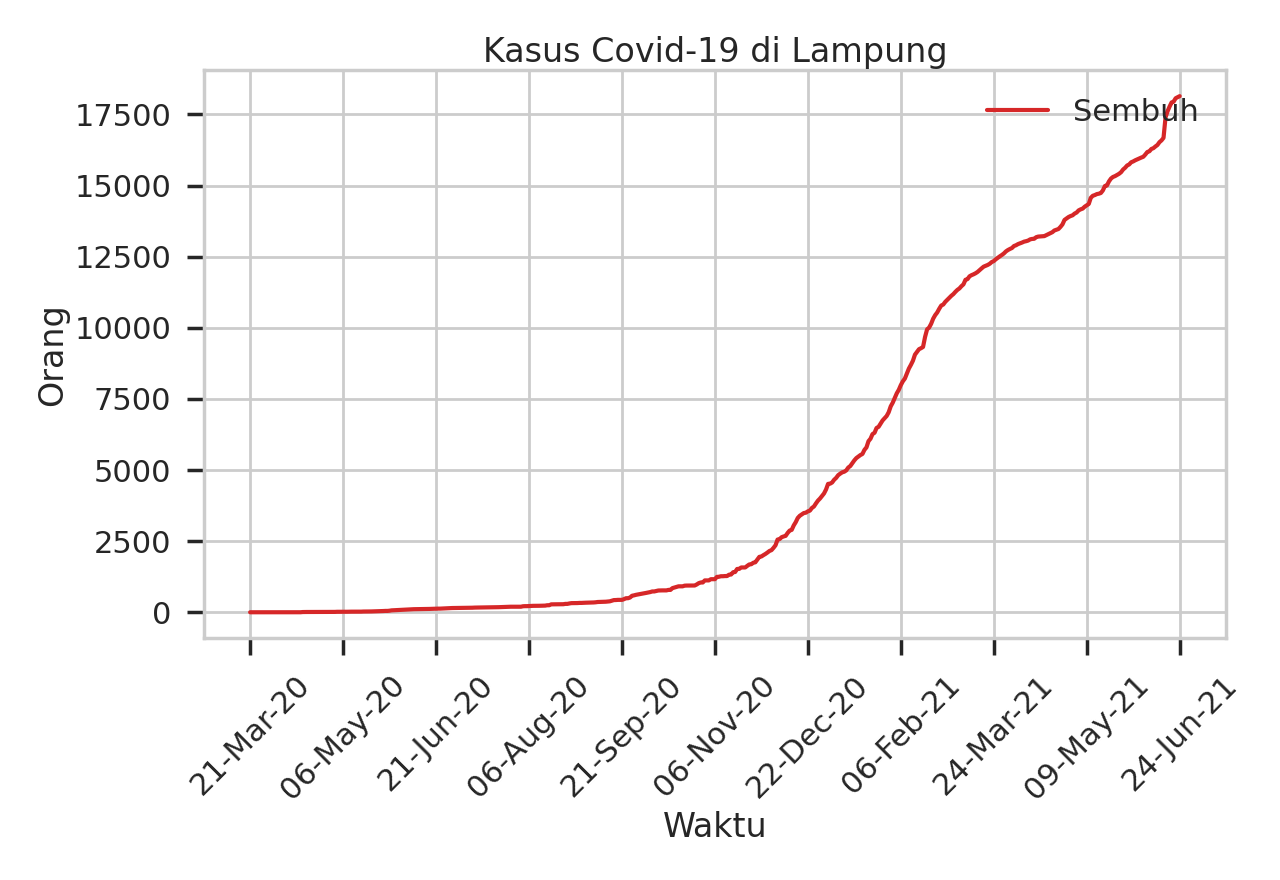 Kasus Covid-19 di Lampung
Sembuh
17500
15000
12500
10000
7500
5000
2500
0
Orang
21-Mar-20
06-May-20
21-Jun-20
06-Aug-20
21-Sep-20
06-Nov-20
22-Dec-20
06-Feb-21
24-Mar-21
09-May-21
24-Jun-21
Waktu